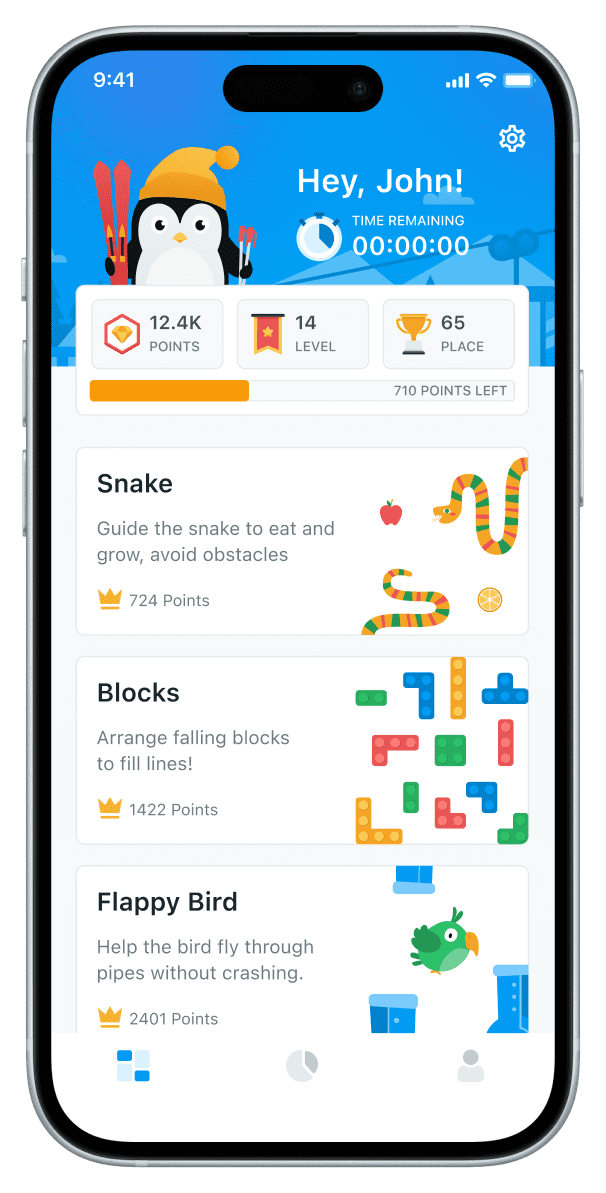 9:41
Hey, John!
TIME REMAINING
00:00:00
12.4K
POINTS
14
LEVEL
65
PLACE
710 POINTS LEFT
Snake
Guide the snake to eat and
grow, avoid obstacles
724 Points
Blocks
Arrange falling blocks
to fill lines!
1422 Points
Flappy Bird
Help the bird fly through
pipes without crashing.
2401 Points